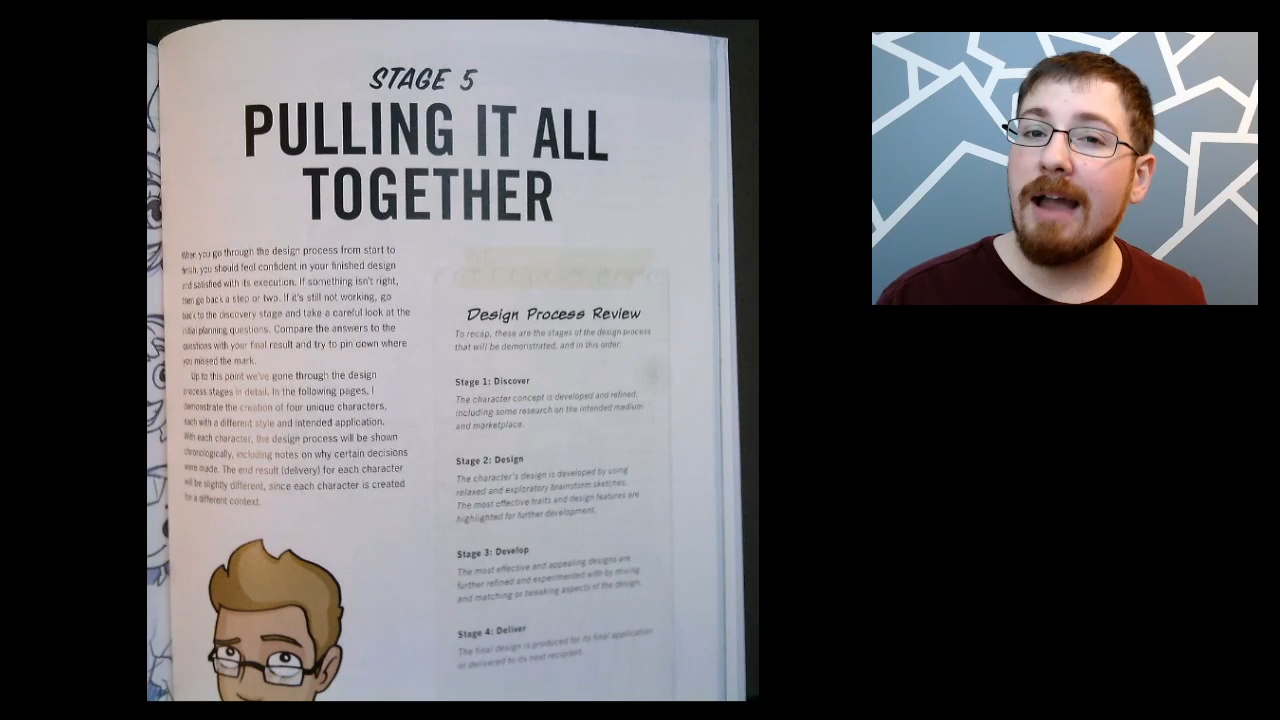 STAGE 5
PULLING IT ALL
TOGETHER
When you go through the design process from start to
finish, you should feel confident in your finished design
and satisfied with its execution. If something isn't right,
then go back a step or two. If it's still not working, go
back to the discovery stage and take a careful look at the
initial planning questions. Compare the answers to the
questions with your final result and try to pin down where
you missed the mark.
Up to this point we've gone through the design
process stages in detail. In the following pages, I
demonstrate the creation of four unique characters,
each with a different style and intended application.
With each character, the design process will be shown
chronologically, including notes on why certain decisions
were made. The end result (delivery) for each character
will be slightly different, since each character is created
for a different context.
Design Process Review
To recap, these are the stages of the design process
that will be demonstrated, and in this order.
Stage 1: Discover
The character concept is developed and refined,
including some research on the intended medium
and marketplace.
Stage 2: Design
The character's design is developed by using
relaxed and exploratory brainstorm sketches.
The most effective traits and design features are
highlighted for further development.
Stage 3: Develop
The most effective and appealing designs are
further refined and experimented with by mixing
and matching or tweaking aspects of the design.
Stage 4: Deliver
The final design is produced for its final application
or delivered to its next recipient.